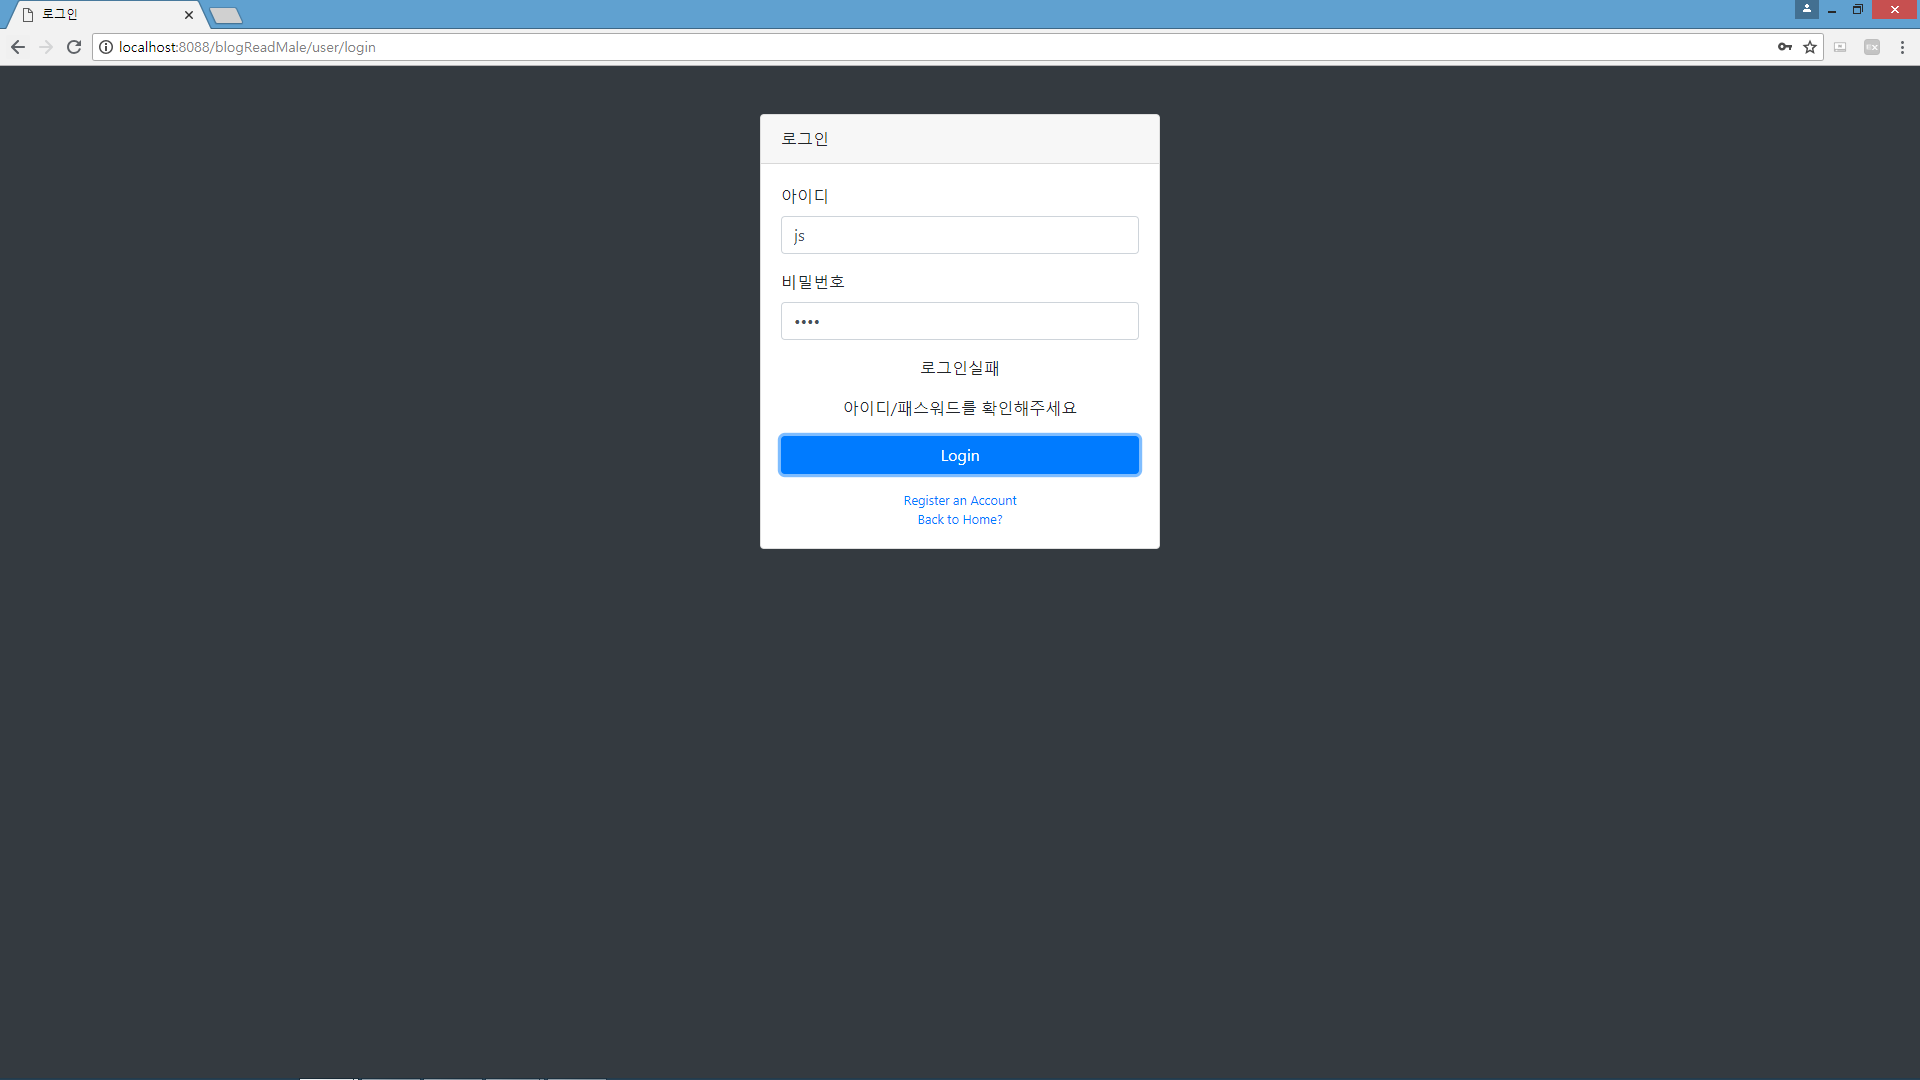 로그인
localhost:8088/blogReadMale/user/login
로그인
아이디
js
비밀번호
••••
로그인실패
아이디/패스워드를 확인해주세요
Login
Register an Account
Back to Home?